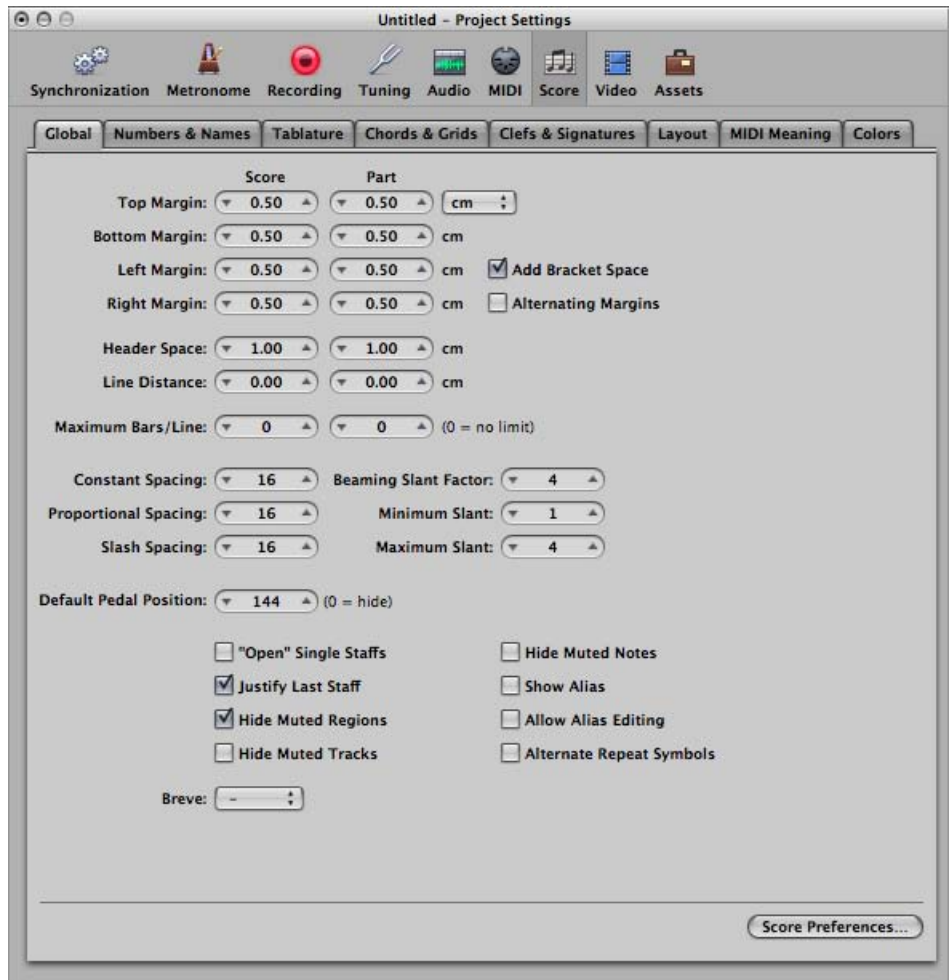 Untitled – Project Settings
Synchronization Metronome Recording Tuning Audio MIDI Score Video Assets
Global Numbers & Names Tablature Chords & Grids Clefs & Signatures Layout MIDI Meaning Colors
Score Part
Top Margin: 0.50 0.50 cm
Bottom Margin: 0.50 0.50 cm
Left Margin: 0.50 0.50 cm Add Bracket Space
Right Margin: 0.50 0.50 cm Alternating Margins
Header Space: 1.00 1.00 cm
Line Distance: 0.00 0.00 cm
Maximum Bars/Line: 0 0 (0 = no limit)
Constant Spacing: 16 Beaming Slant Factor: 4
Proportional Spacing: 16 Minimum Slant: 1
Slash Spacing: 16 Maximum Slant: 4
Default Pedal Position: 144 (0 = hide)
"Open" Single Staffs Hide Muted Notes
Justify Last Staff Show Alias
Hide Muted Regions Allow Alias Editing
Hide Muted Tracks Alternate Repeat Symbols
Breve: –
Score Preferences...